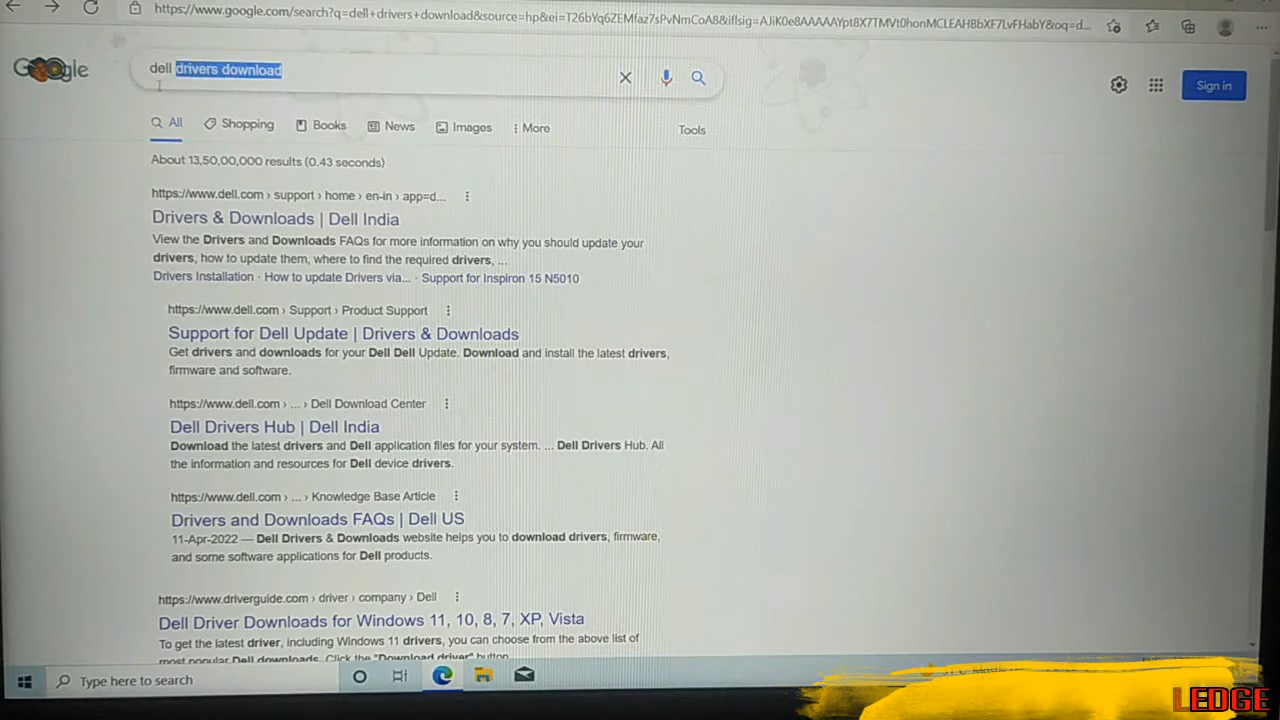 https://www.google.com/search?q=dell+drivers+download&source=hp&ei=T26bYq6ZEMfaz7sPvNmCoA8&iflsig=AJiK0e8AAAAAYpt8X7TMVt0honMCLEAHBbXF7LvFHabY&oq=d...
Google
dell drivers download
Sign in
All
Shopping
Books
News
Images
More
Tools
About 13,50,00,000 results (0.43 seconds)
https://www.dell.com › support › home › en-in › app=d...
Drivers & Downloads | Dell India
View the Drivers and Downloads FAQs for more information on why you should update your
drivers, how to update them, where to find the required drivers, ...
Drivers Installation · How to update Drivers via... · Support for Inspiron 15 N5010
https://www.dell.com › Support › Product Support
Support for Dell Update | Drivers & Downloads
Get drivers and downloads for your Dell Dell Update. Download and install the latest drivers,
firmware and software.
https://www.dell.com › ... › Dell Download Center
Dell Drivers Hub | Dell India
Download the latest drivers and Dell application files for your system. ... Dell Drivers Hub. All
the information and resources for Dell device drivers.
https://www.dell.com › ... › Knowledge Base Article
Drivers and Downloads FAQs | Dell US
11-Apr-2022 — Dell Drivers & Downloads website helps you to download drivers, firmware,
and some software applications for Dell products.
https://www.driverguide.com › driver › company › Dell
Dell Driver Downloads for Windows 11, 10, 8, 7, XP, Vista
To get the latest driver, including Windows 11 drivers, you can choose from the above list of
most popular Dell downloads. Click the "Download driver" button
Type here to search
LEDGE